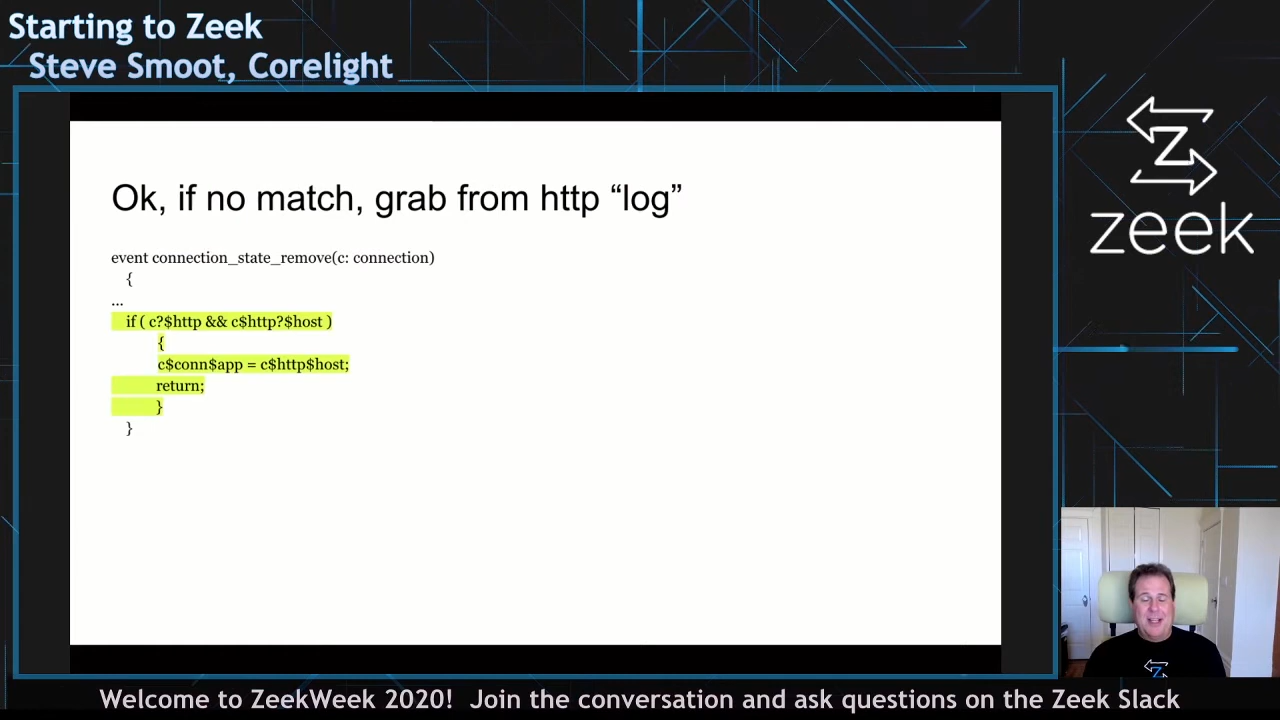 Starting to Zeek
Steve Smoot, Corelight
Ok, if no match, grab from http “log”
event connection_state_remove(c: connection)
{
...
if ( c?$http && c$http?$host )
{
c$conn$app = c$http$host;
return;
}
}
zeek
Welcome to ZeekWeek 2020! Join the conversation and ask questions on the Zeek Slack